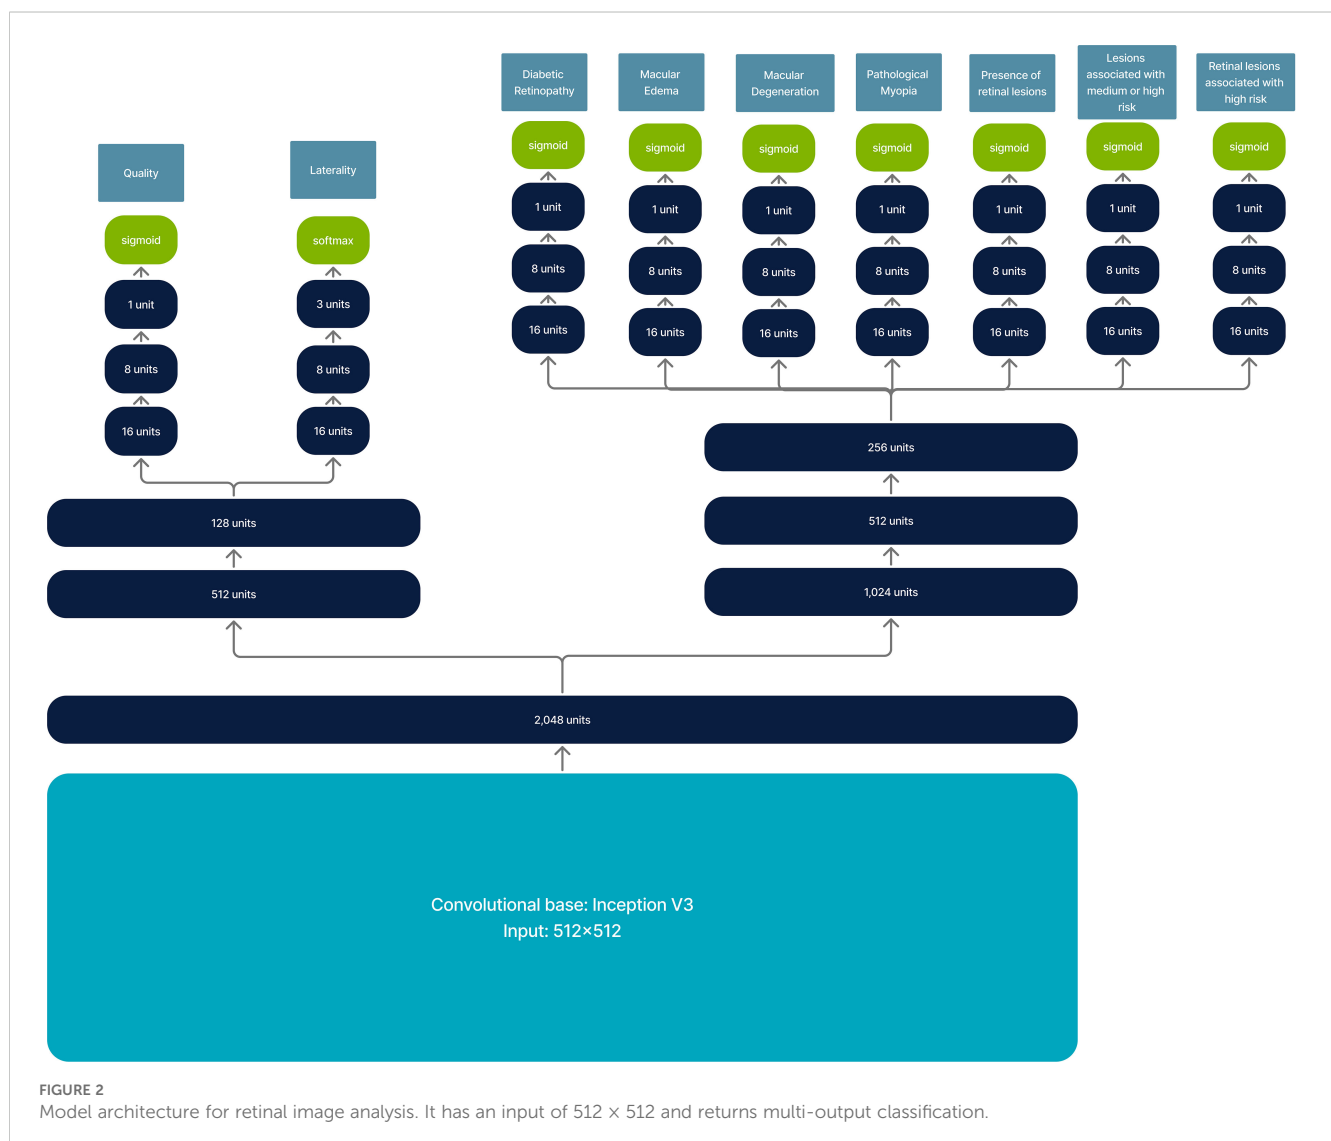 Diabetic
Retinopathy
Macular
Edema
Macular
Degeneration
Pathological
Myopia
Presence of
retinal lesions
Lesions
associated with
medium or high
risk
Retinal lesions
associated with
high risk
sigmoid
sigmoid
sigmoid
sigmoid
sigmoid
sigmoid
sigmoid
Quality
Laterality
1 unit
1 unit
1 unit
1 unit
1 unit
1 unit
1 unit
sigmoid
softmax
8 units
8 units
8 units
8 units
8 units
8 units
8 units
1 unit
3 units
16 units
16 units
16 units
16 units
16 units
16 units
16 units
8 units
8 units
16 units
16 units
256 units
128 units
512 units
512 units
1,024 units
2,048 units
Convolutional base: Inception V3
Input: 512×512
FIGURE 2
Model architecture for retinal image analysis. It has an input of 512 × 512 and returns multi-output classification.